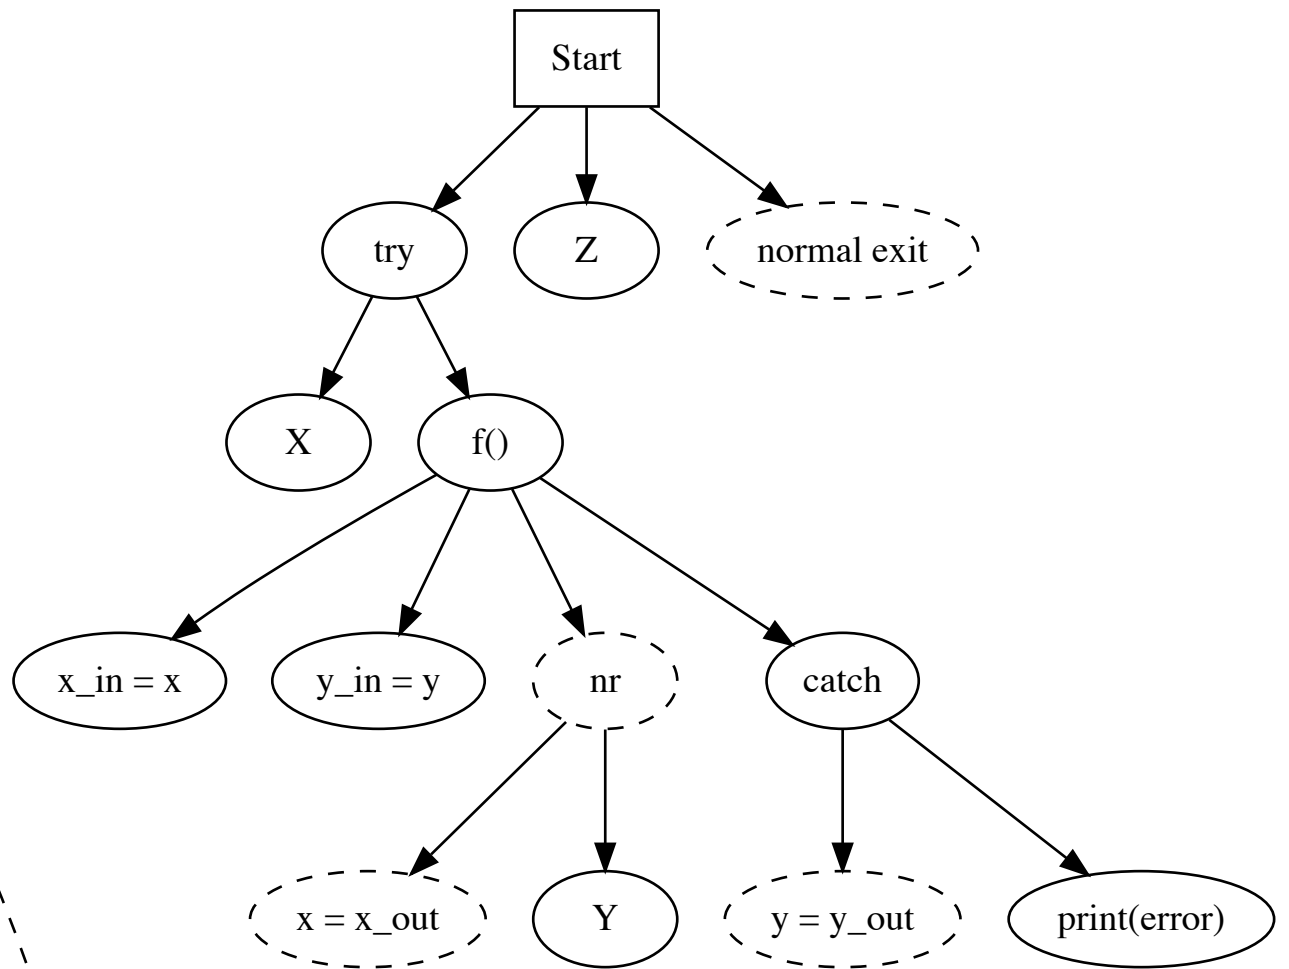 Start
try
Z
normal exit
X
f()
x_in = x
y_in = y
nr
catch
x = x_out
Y
y = y_out
print(error)